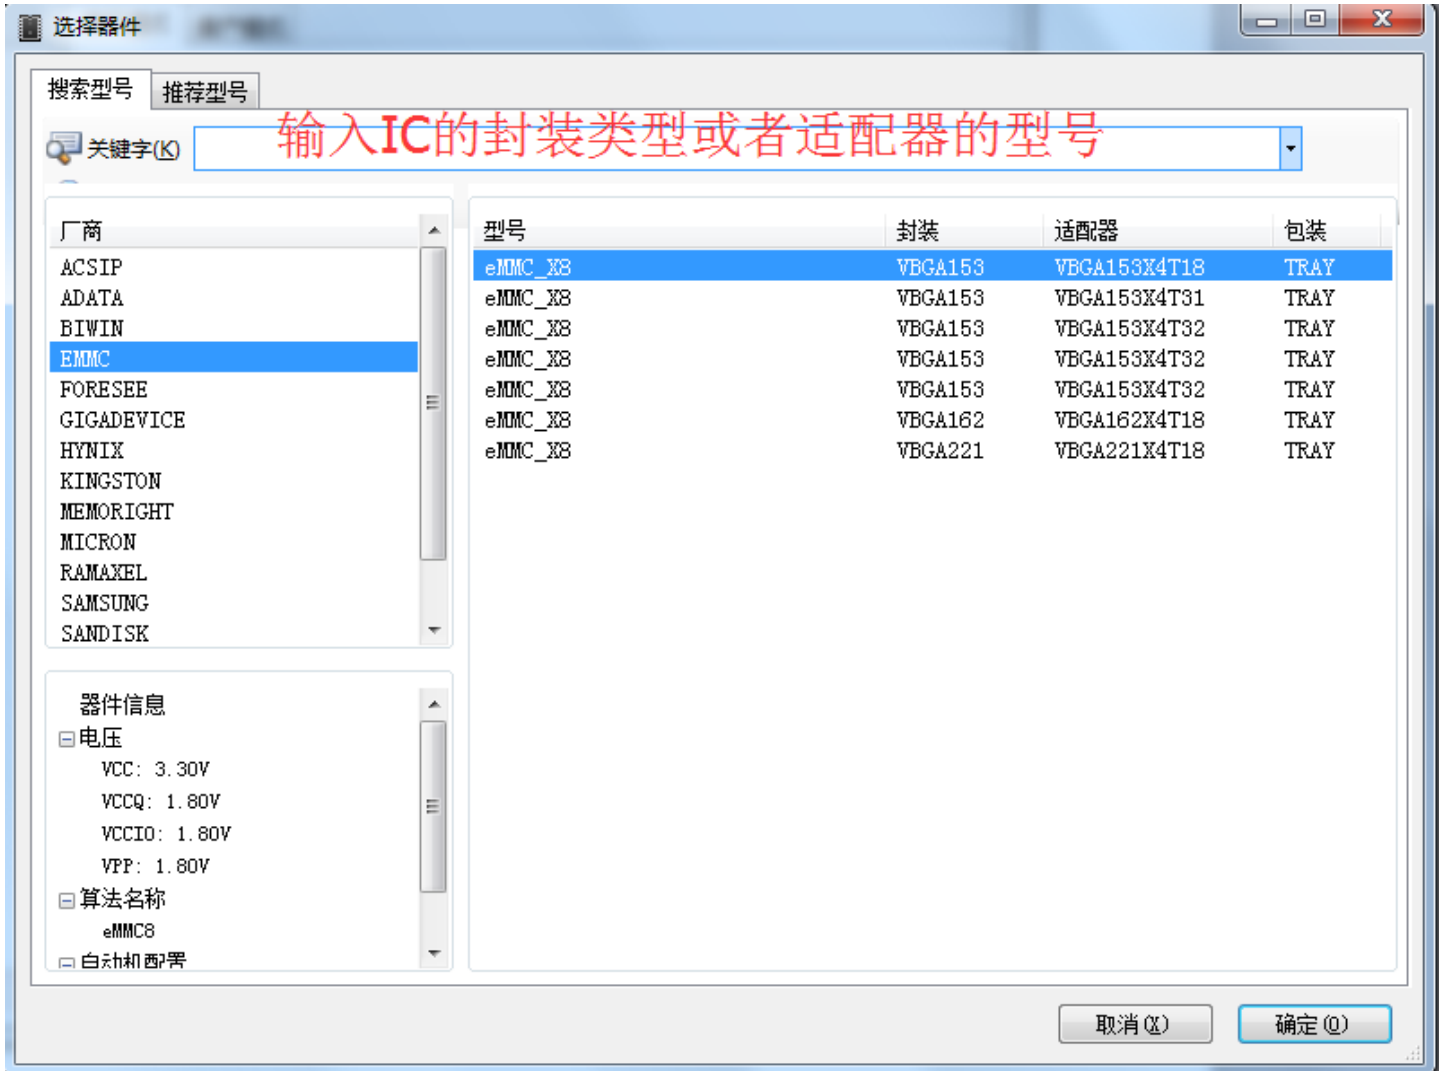 选择器件
搜索型号 推荐型号
关键字(K) 输入IC的封装类型或者适配器的型号
厂商
ACSIP
ADATA
BIWIN
EMMC
FORESEE
GIGADEVICE
HYNIX
KINGSTON
MEMORIGHT
MICRON
RAMAXEL
SAMSUNG
SANDISK
型号 封装 适配器 包装
eMMC_X8 VBGA153 VBGA153X4T18 TRAY
eMMC_X8 VBGA153 VBGA153X4T31 TRAY
eMMC_X8 VBGA153 VBGA153X4T32 TRAY
eMMC_X8 VBGA153 VBGA153X4T32 TRAY
eMMC_X8 VBGA153 VBGA153X4T32 TRAY
eMMC_X8 VBGA162 VBGA162X4T18 TRAY
eMMC_X8 VBGA221 VBGA221X4T18 TRAY
器件信息
电压
VCC: 3.30V
VCCQ: 1.80V
VCCIO: 1.80V
VPP: 1.80V
算法名称
eMMC8
自动机配置
取消(X) 确定(O)